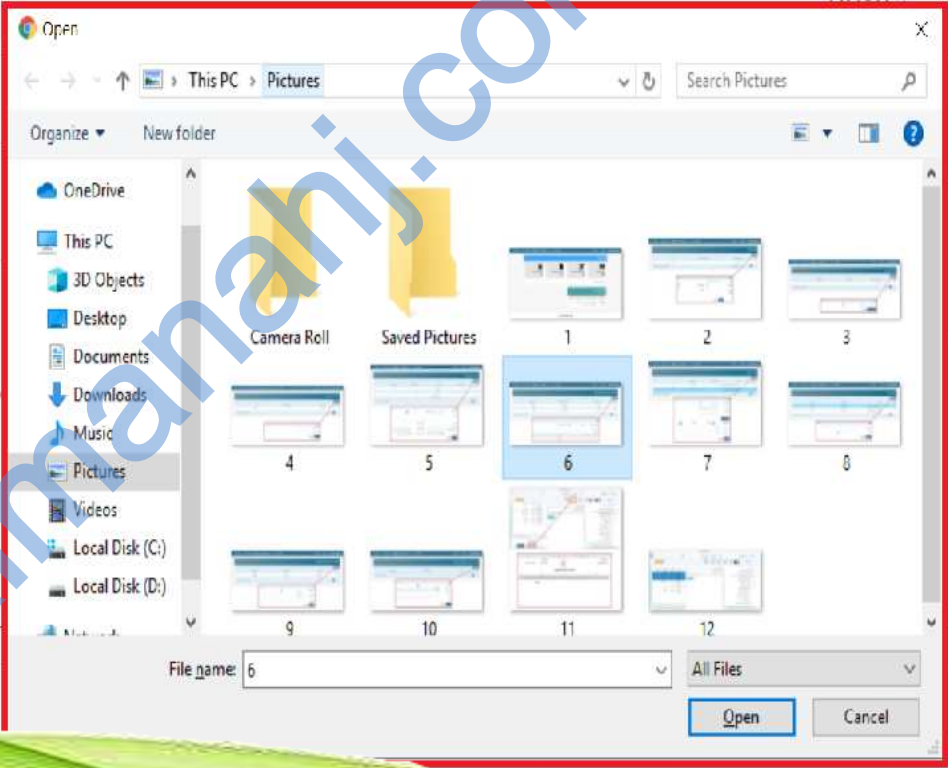 Open
This PC > Pictures
Search Pictures
Organize
New folder
OneDrive
This PC
3D Objects
Desktop
Documents
Downloads
Music
Pictures
Videos
Local Disk (C:)
Local Disk (D:)
Camera Roll
Saved Pictures
1
2
3
4
5
6
7
8
9
10
11
12
File name: 6
All Files
Open
Cancel
manahj.co